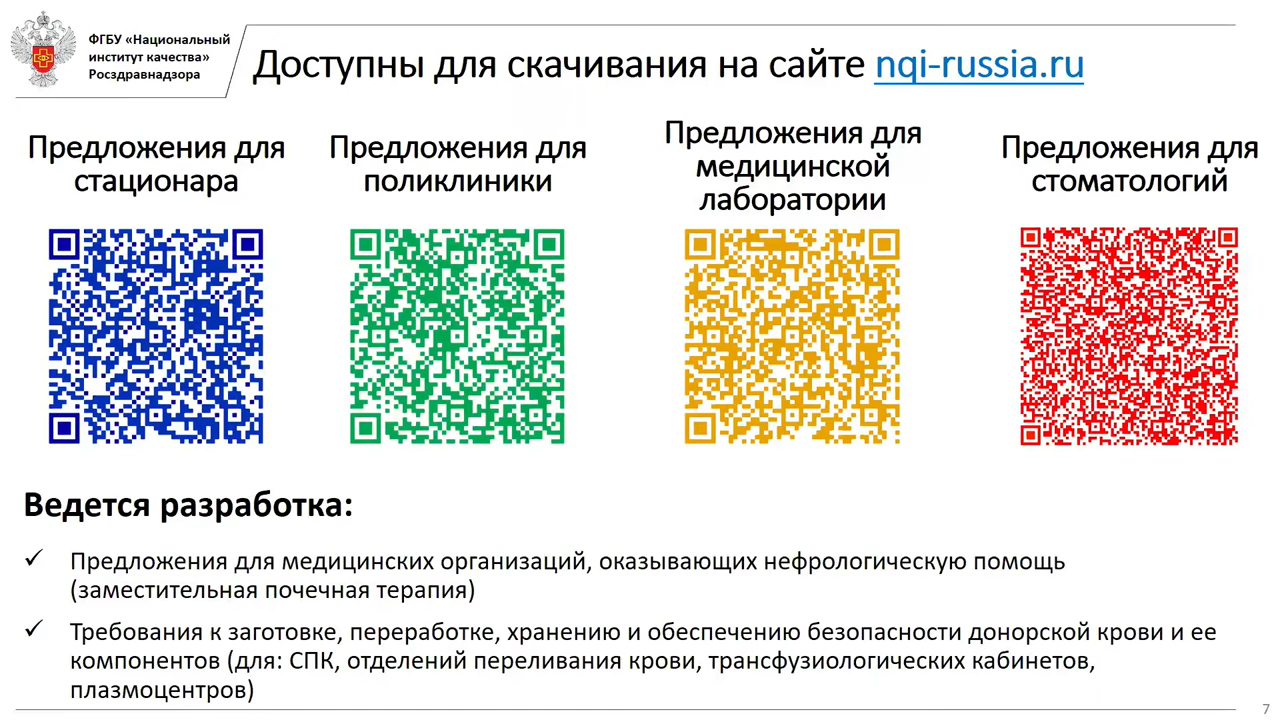 ФГБУ «Национальный
институт качества»
Росздравнадзора
Доступны для скачивания на сайте nqi-russia.ru
Предложения для
стационара
Предложения для
поликлиники
Предложения для
медицинской
лаборатории
Предложения для
стоматологий
Ведется разработка:
✓ Предложения для медицинских организаций, оказывающих нефрологическую помощь
(заместительная почечная терапия)
✓ Требования к заготовке, переработке, хранению и обеспечению безопасности донорской крови и ее
компонентов (для: СПК, отделений переливания крови, трансфузиологических кабинетов,
плазмоцентров)
7